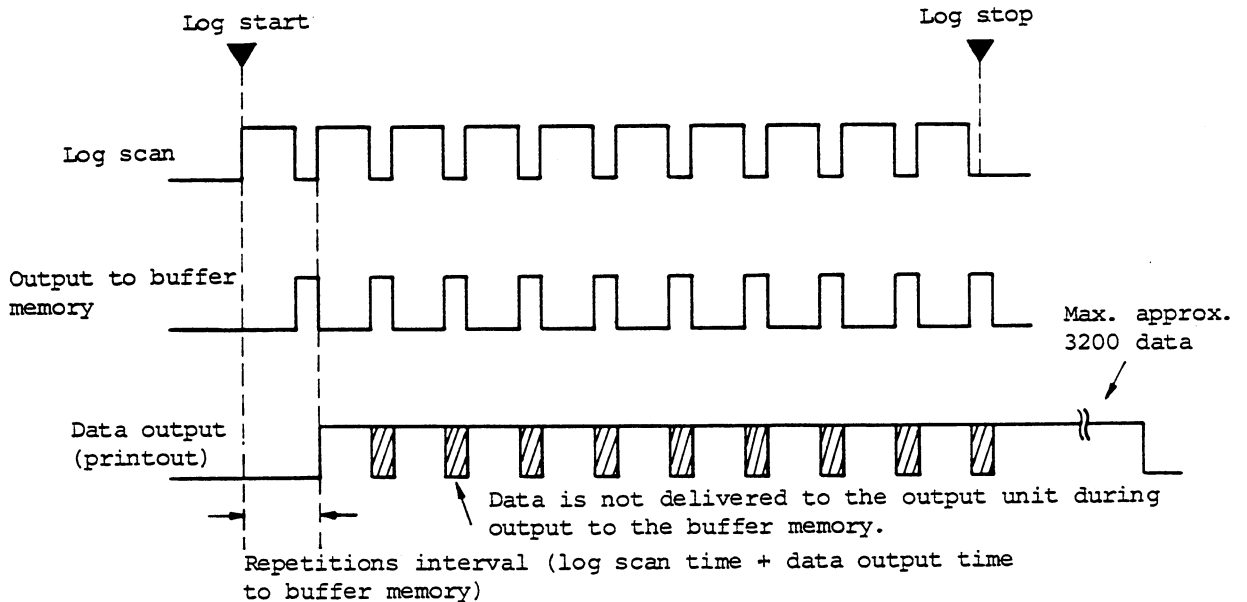 Log start
Log stop
Log scan
Output to buffer
memory
Max. approx.
3200 data
Data output
(printout)
Data is not delivered to the output unit during
output to the buffer memory.
Repetitions interval (log scan time + data output time
to buffer memory)